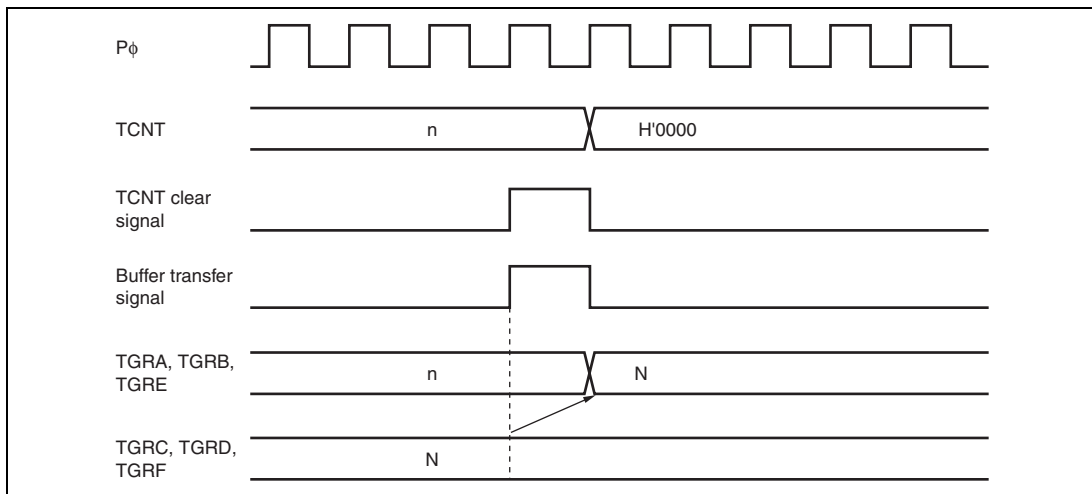 Pϕ
TCNT
n
H'0000
TCNT clear
signal
Buffer transfer
signal
TGRA, TGRB,
TGRE
n
N
TGRC, TGRD,
TGRF
N